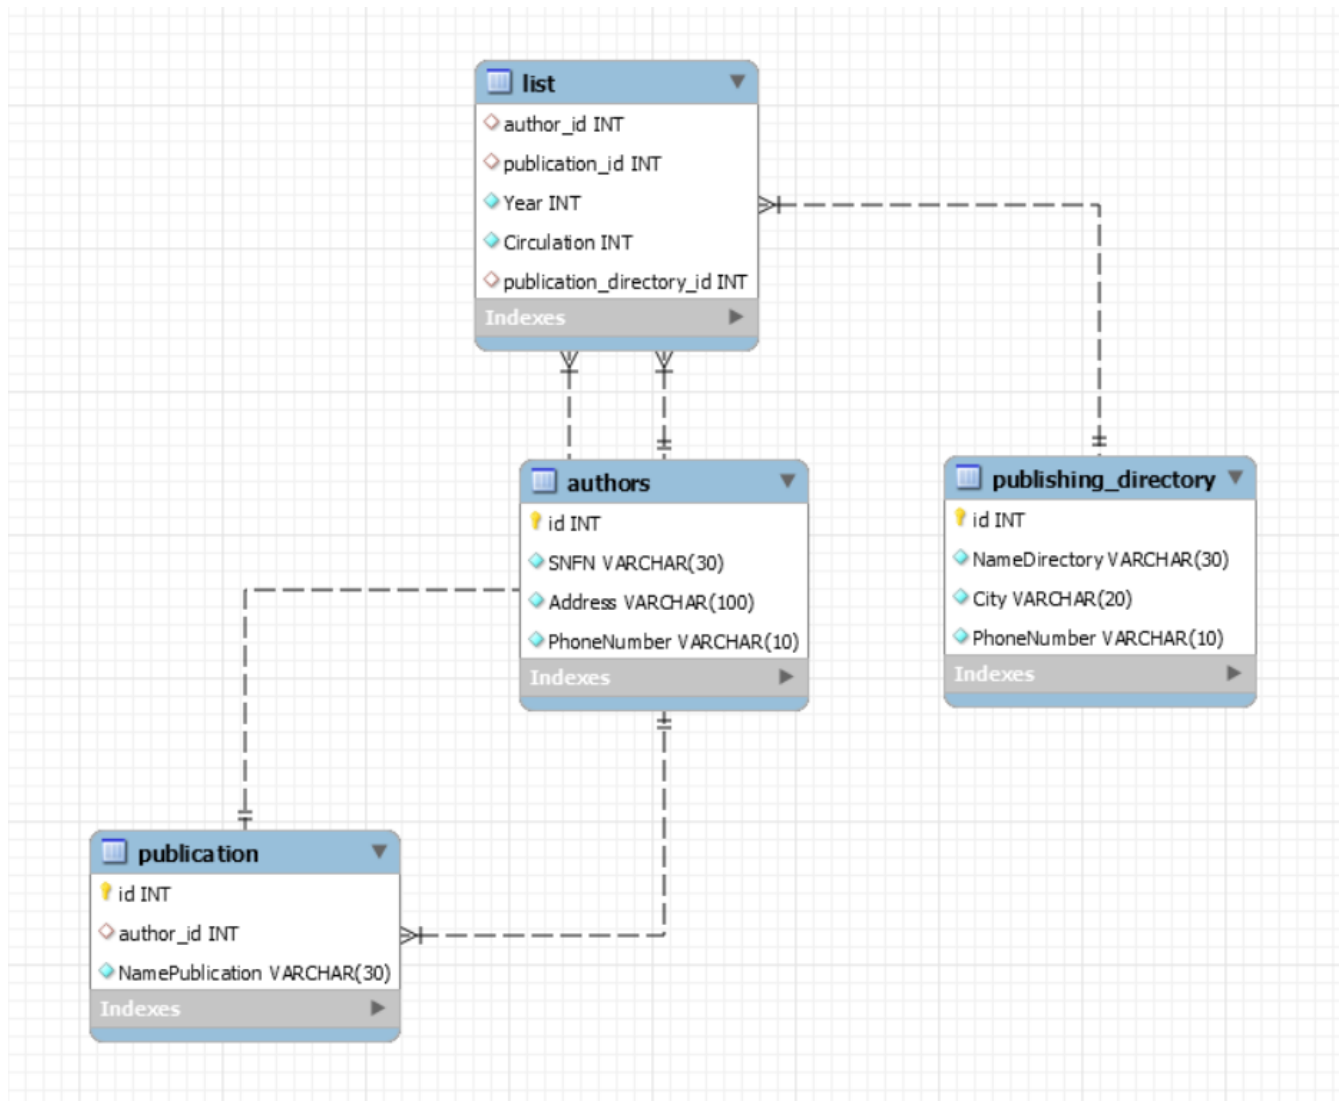 list
author_id INT
publication_id INT
Year INT
Circulation INT
publication_directory_id INT
Indexes
authors
id INT
SNFN VARCHAR(30)
Address VARCHAR(100)
PhoneNumber VARCHAR(10)
Indexes
publishing_directory
id INT
NameDirectory VARCHAR(30)
City VARCHAR(20)
PhoneNumber VARCHAR(10)
Indexes
publication
id INT
author_id INT
NamePublication VARCHAR(30)
Indexes